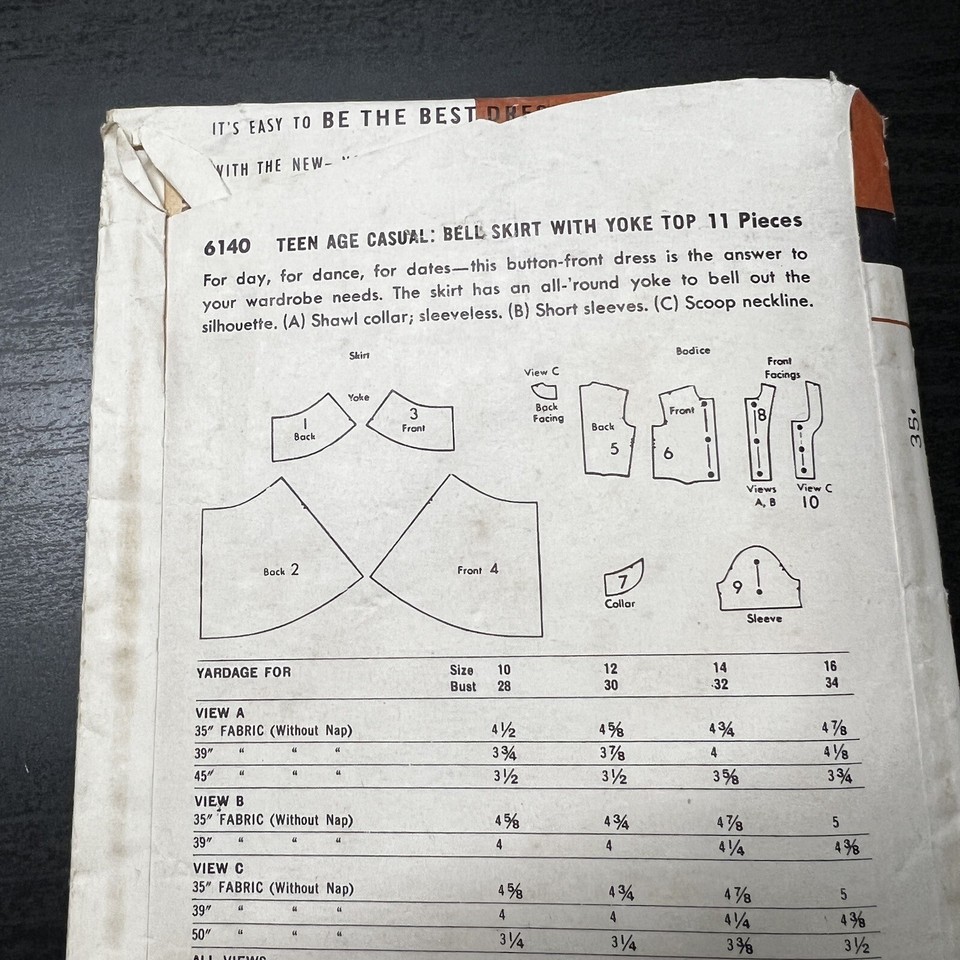 IT'S EASY TO BE THE BEST
WITH THE NEW–
6140 TEEN AGE CASUAL: BELL SKIRT WITH YOKE TOP 11 Pieces
For day, for dance, for dates—this button-front dress is the answer to
your wardrobe needs. The skirt has an all-'round yoke to bell out the
silhouette. (A) Shawl collar; sleeveless. (B) Short sleeves. (C) Scoop neckline.
Skirt
Yoke
1
Back
3
Front
Back 2
Front 4
View C
Back
Facing
Bodice
Back
5
Front
6
Front
Facings
8
Views
A, B
View C
10
7
Collar
9
Sleeve
35¢
YARDAGE FOR Size 10 12 14 16
Bust 28 30 32 34
VIEW A
35" FABRIC (Without Nap) 4½ 4⅝ 4¾ 4⅞
39" " " " 3¾ 3⅞ 4 4⅛
45" " " " 3½ 3½ 3⅝ 3¾
VIEW B
35" FABRIC (Without Nap) 4⅝ 4¾ 4⅞ 5
39" " " " 4 4 4¼ 4⅜
VIEW C
35" FABRIC (Without Nap) 4⅝ 4¾ 4⅞ 5
39" " " " 4 4 4¼ 4⅜
50" " " " 3¼ 3¼ 3⅜ 3½
ALL VIEWS